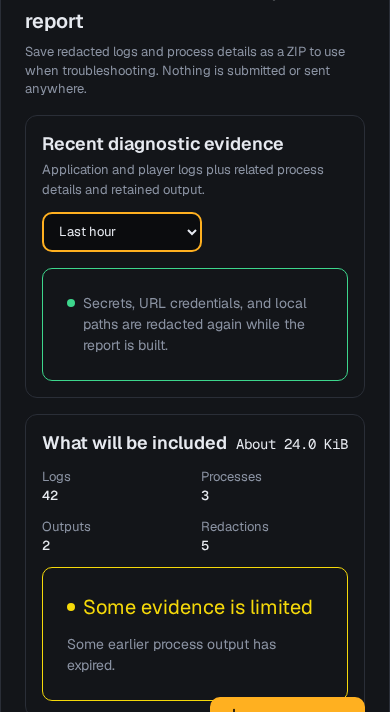 report
Save redacted logs and process details as a ZIP to use
when troubleshooting. Nothing is submitted or sent
anywhere.
Recent diagnostic evidence
Application and player logs plus related process
details and retained output.
Last hour
Secrets, URL credentials, and local
paths are redacted again while the
report is built.
What will be included About 24.0 KiB
Logs Processes
42 3
Outputs Redactions
2 5
Some evidence is limited
Some earlier process output has
expired.